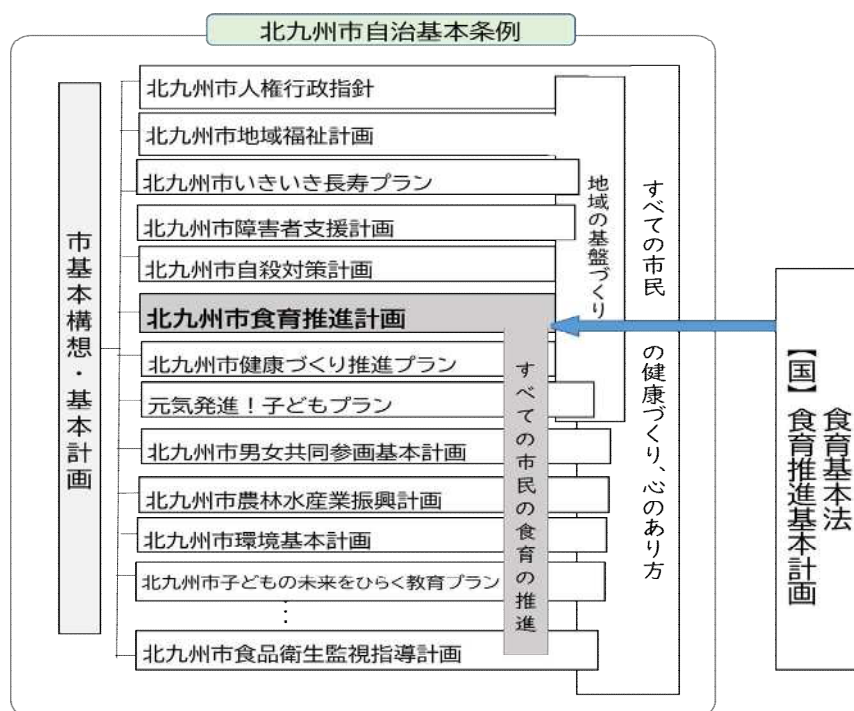 北九州市自治基本条例
市基本構想・基本計画
北九州市人権行政指針
北九州市地域福祉計画
北九州市いきいき長寿プラン
北九州市障害者支援計画
北九州市自殺対策計画
北九州市食育推進計画
北九州市健康づくり推進プラン
元気発進！子どもプラン
北九州市男女共同参画基本計画
北九州市農林水産業振興計画
北九州市環境基本計画
北九州市子どもの未来をひらく教育プラン
北九州市食品衛生監視指導計画
すべての市民の食育の推進
地域の基盤づくり
すべての市民 の健康づくり、心のあり方
食育基本法
【国】食育推進基本計画